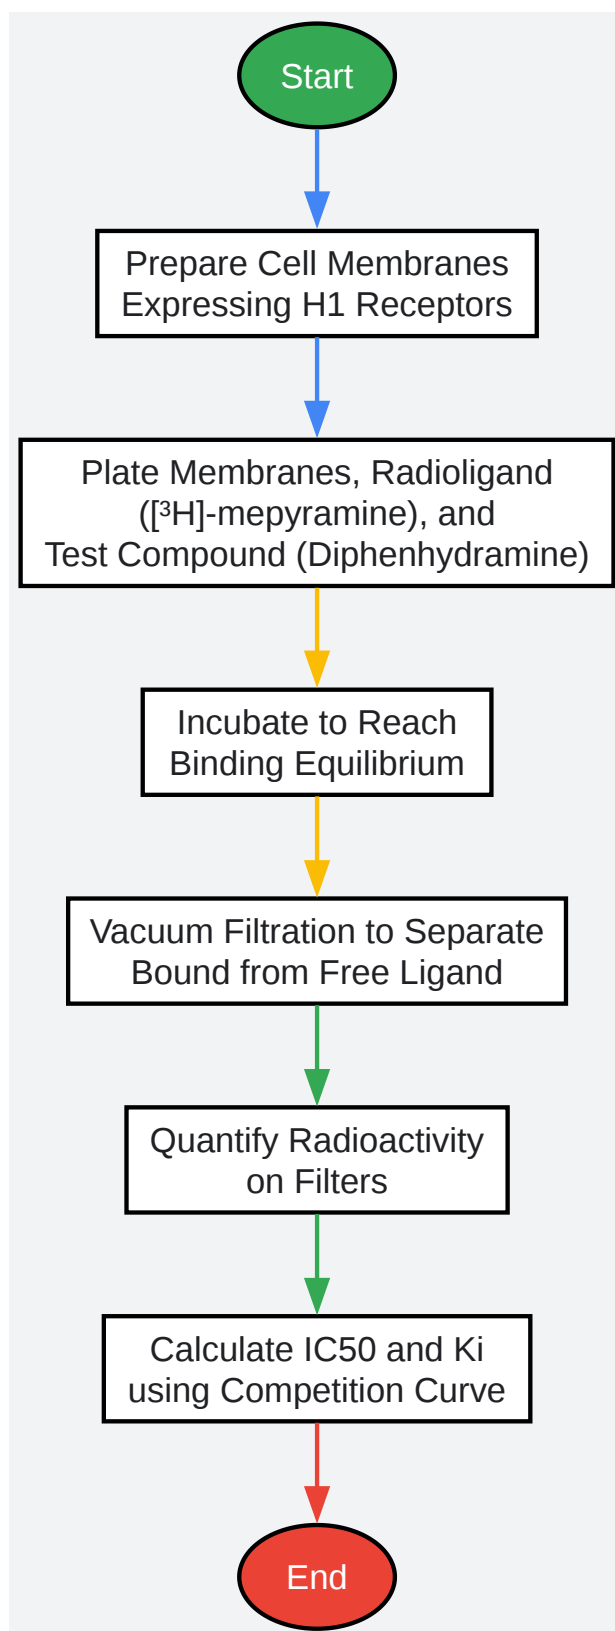 Start
Prepare Cell Membranes
Expressing H1 Receptors
Plate Membranes, Radioligand
([³H]-mepyramine), and
Test Compound (Diphenhydramine)
Incubate to Reach
Binding Equilibrium
Vacuum Filtration to Separate
Bound from Free Ligand
Quantify Radioactivity
on Filters
Calculate IC50 and Ki
using Competition Curve
End